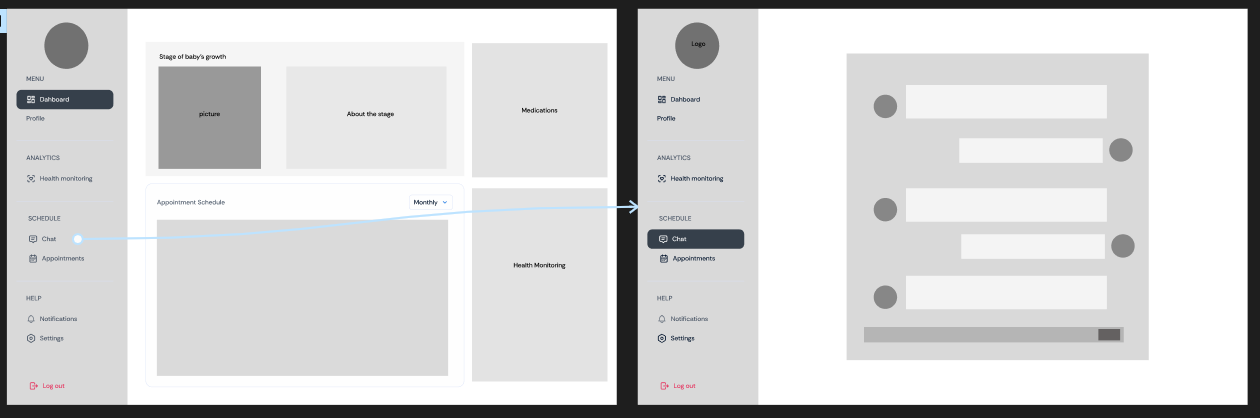 MENU
Dahboard
Profile
ANALYTICS
Health monitoring
SCHEDULE
Chat
Appointments
HELP
Notifications
Settings
Log out
Stage of baby's growth
picture
About the stage
Medications
Appointment Schedule
Monthly
Health Monitoring
Logo
MENU
Dahboard
Profile
ANALYTICS
Health monitoring
SCHEDULE
Chat
Appointments
HELP
Notifications
Settings
Log out